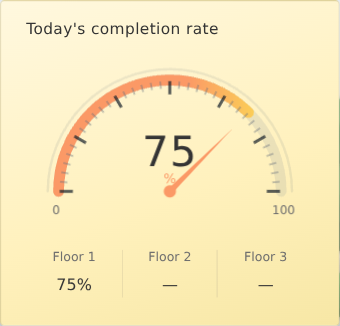 Today's completion rate
75
%
0 100
Floor 1 Floor 2 Floor 3
75% — —